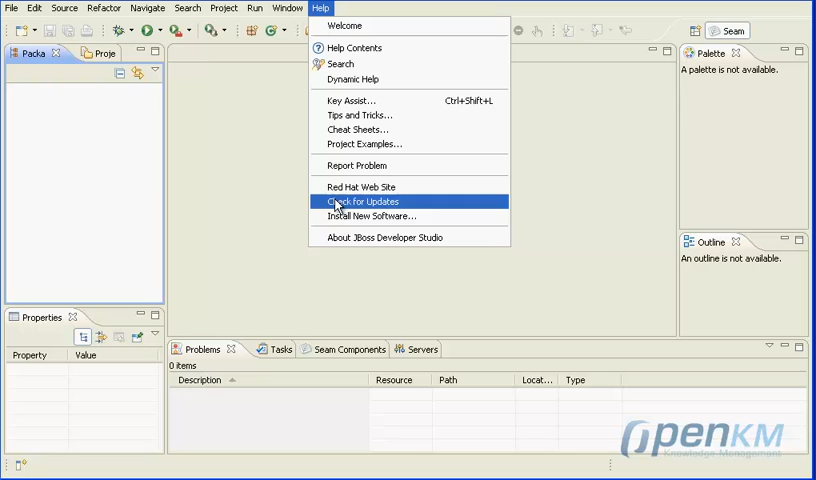 File Edit Source Refactor Navigate Search Project Run Window Help
Seam
Welcome
Help Contents
Search
Dynamic Help
Key Assist... Ctrl+Shift+L
Tips and Tricks...
Cheat Sheets...
Project Examples...
Report Problem
Red Hat Web Site
Check for Updates
Install New Software...
About JBoss Developer Studio
Packa Proje
Palette
A palette is not available.
Outline
An outline is not available.
Properties
Property Value
Problems Tasks Seam Components Servers
0 items
Description Resource Path Locat... Type
OpenKM
Knowledge Management